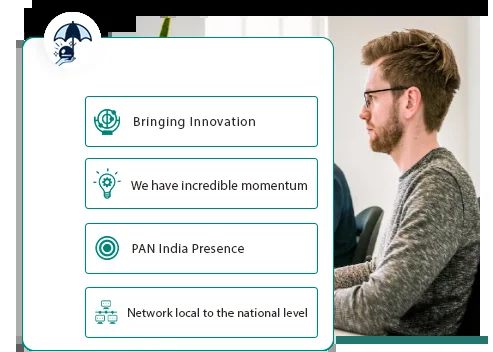 Bringing Innovation
We have incredible momentum
PAN India Presence
Network local to the national level